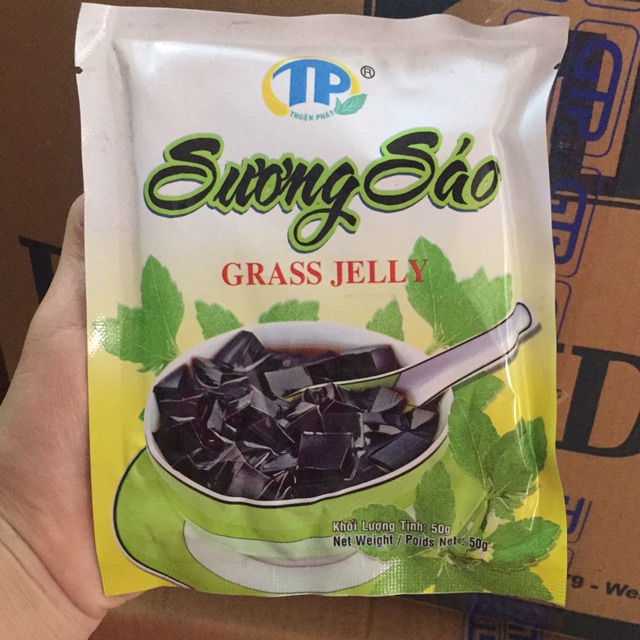 TP®
THUẬN PHÁT
Sương Sáo
GRASS JELLY
Khối Lượng Tịnh: 50g
Net Weight / Poids Net : 50g